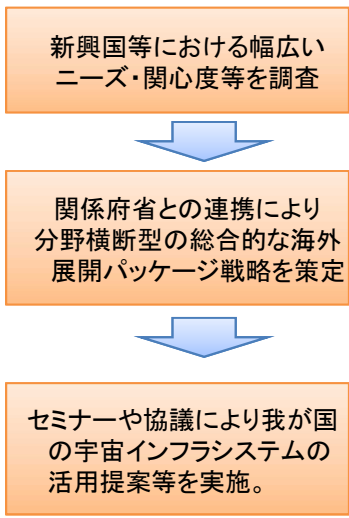 新興国等における幅広い
ニーズ・関心度等を調査
関係府省との連携により
分野横断型の総合的な海外
展開パッケージ戦略を策定
セミナーや協議により我が国
の宇宙インフラシステムの
活用提案等を実施。